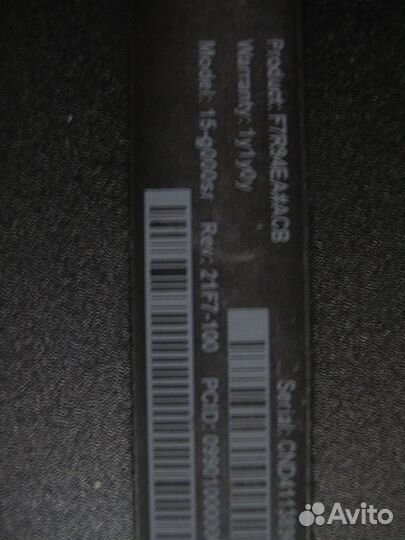 Product: F7R94EA#ACB
Warranty: 1y1y0y
Serial:
Model: 15-g000sr Rev: 21F7-100 PCID:
Avito